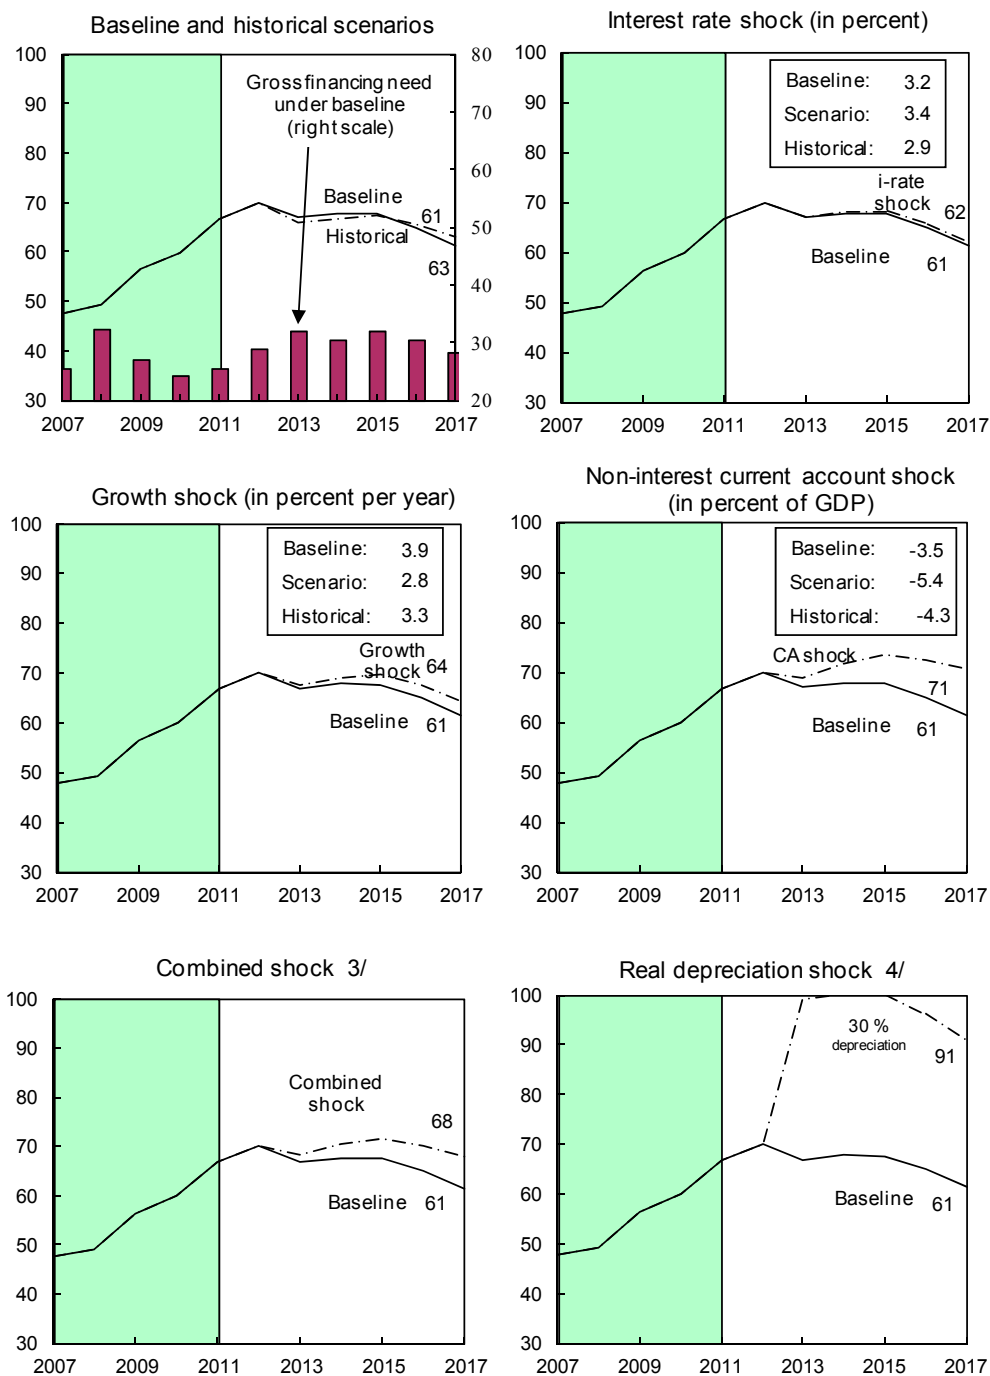 Baseline and historical scenarios
100
90
80
70
60
50
40
30
80
70
60
50
40
30
20
Gross financing need
under baseline
(right scale)
Baseline
61
Historical
63
2007 2009 2011 2013 2015 2017
Interest rate shock (in percent)
100
90
80
70
60
50
40
30
Baseline: 3.2
Scenario: 3.4
Historical: 2.9
i-rate
shock
62
Baseline
61
2007 2009 2011 2013 2015 2017
Growth shock (in percent per year)
100
90
80
70
60
50
40
30
Baseline: 3.9
Scenario: 2.8
Historical: 3.3
Growth
shock 64
Baseline 61
2007 2009 2011 2013 2015 2017
Non-interest current account shock
(in percent of GDP)
100
90
80
70
60
50
40
30
Baseline: -3.5
Scenario: -5.4
Historical: -4.3
CA shock
71
Baseline 61
2007 2009 2011 2013 2015 2017
Combined shock 3/
100
90
80
70
60
50
40
30
Combined
shock
68
Baseline 61
2007 2009 2011 2013 2015 2017
Real depreciation shock 4/
100
90
80
70
60
50
40
30
30 %
depreciation
91
Baseline 61
2007 2009 2011 2013 2015 2017